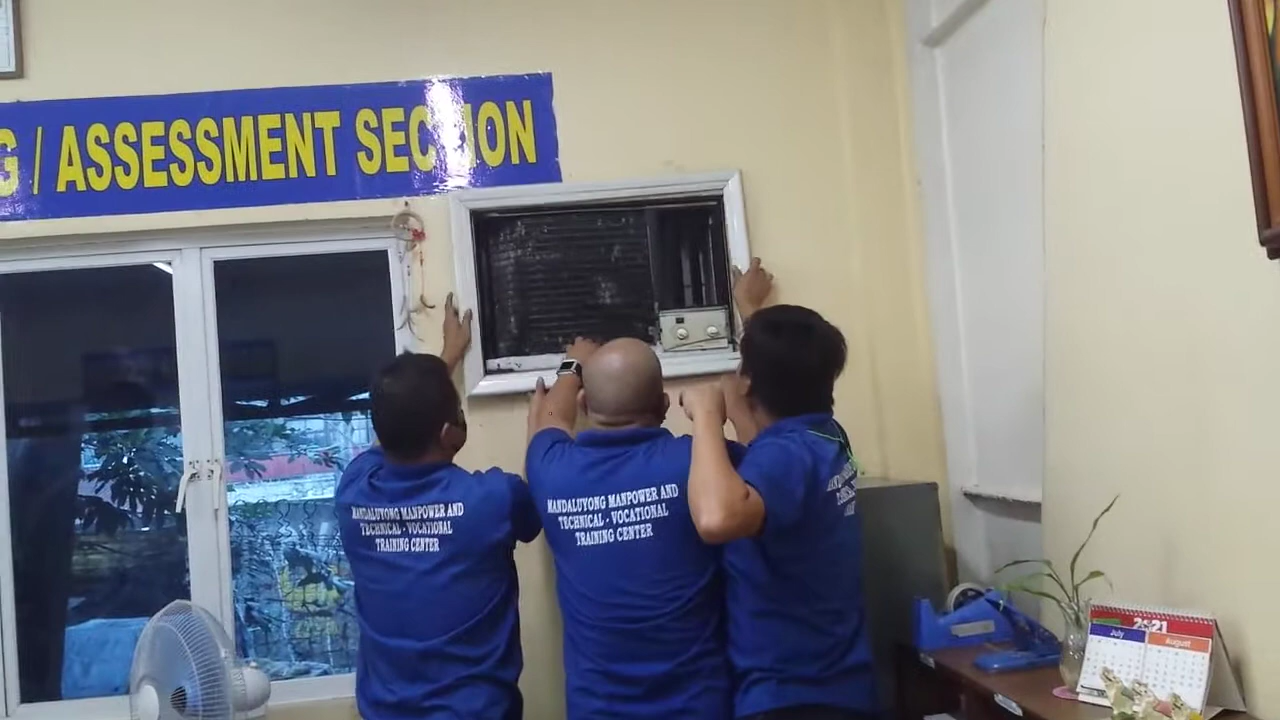 G / ASSESSMENT SECTION
MANDALUYONG MANPOWER AND
TECHNICAL - VOCATIONAL
TRAINING CENTER
MANDALUYONG MANPOWER AND
TECHNICAL - VOCATIONAL
TRAINING CENTER
2021
July
August